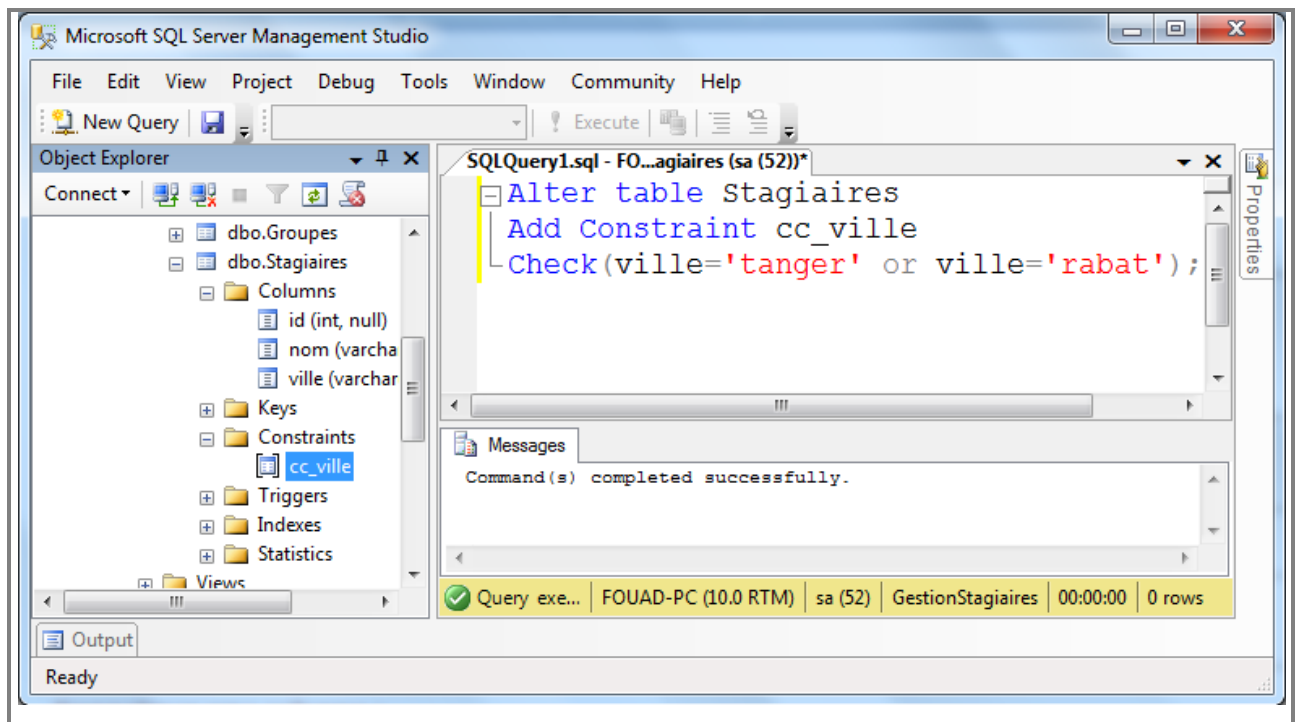 Microsoft SQL Server Management Studio
File Edit View Project Debug Tools Window Community Help
New Query Execute
Object Explorer
Connect
dbo.Groupes
dbo.Stagiaires
Columns
id (int, null)
nom (varcha
ville (varchar
Keys
Constraints
cc_ville
Triggers
Indexes
Statistics
Views
SQLQuery1.sql - FO...agiaires (sa (52))*
Alter table Stagiaires
Add Constraint cc_ville
Check(ville='tanger' or ville='rabat');
Messages
Command(s) completed successfully.
Query exe... FOUAD-PC (10.0 RTM) sa (52) GestionStagiaires 00:00:00 0 rows
Properties
Output
Ready